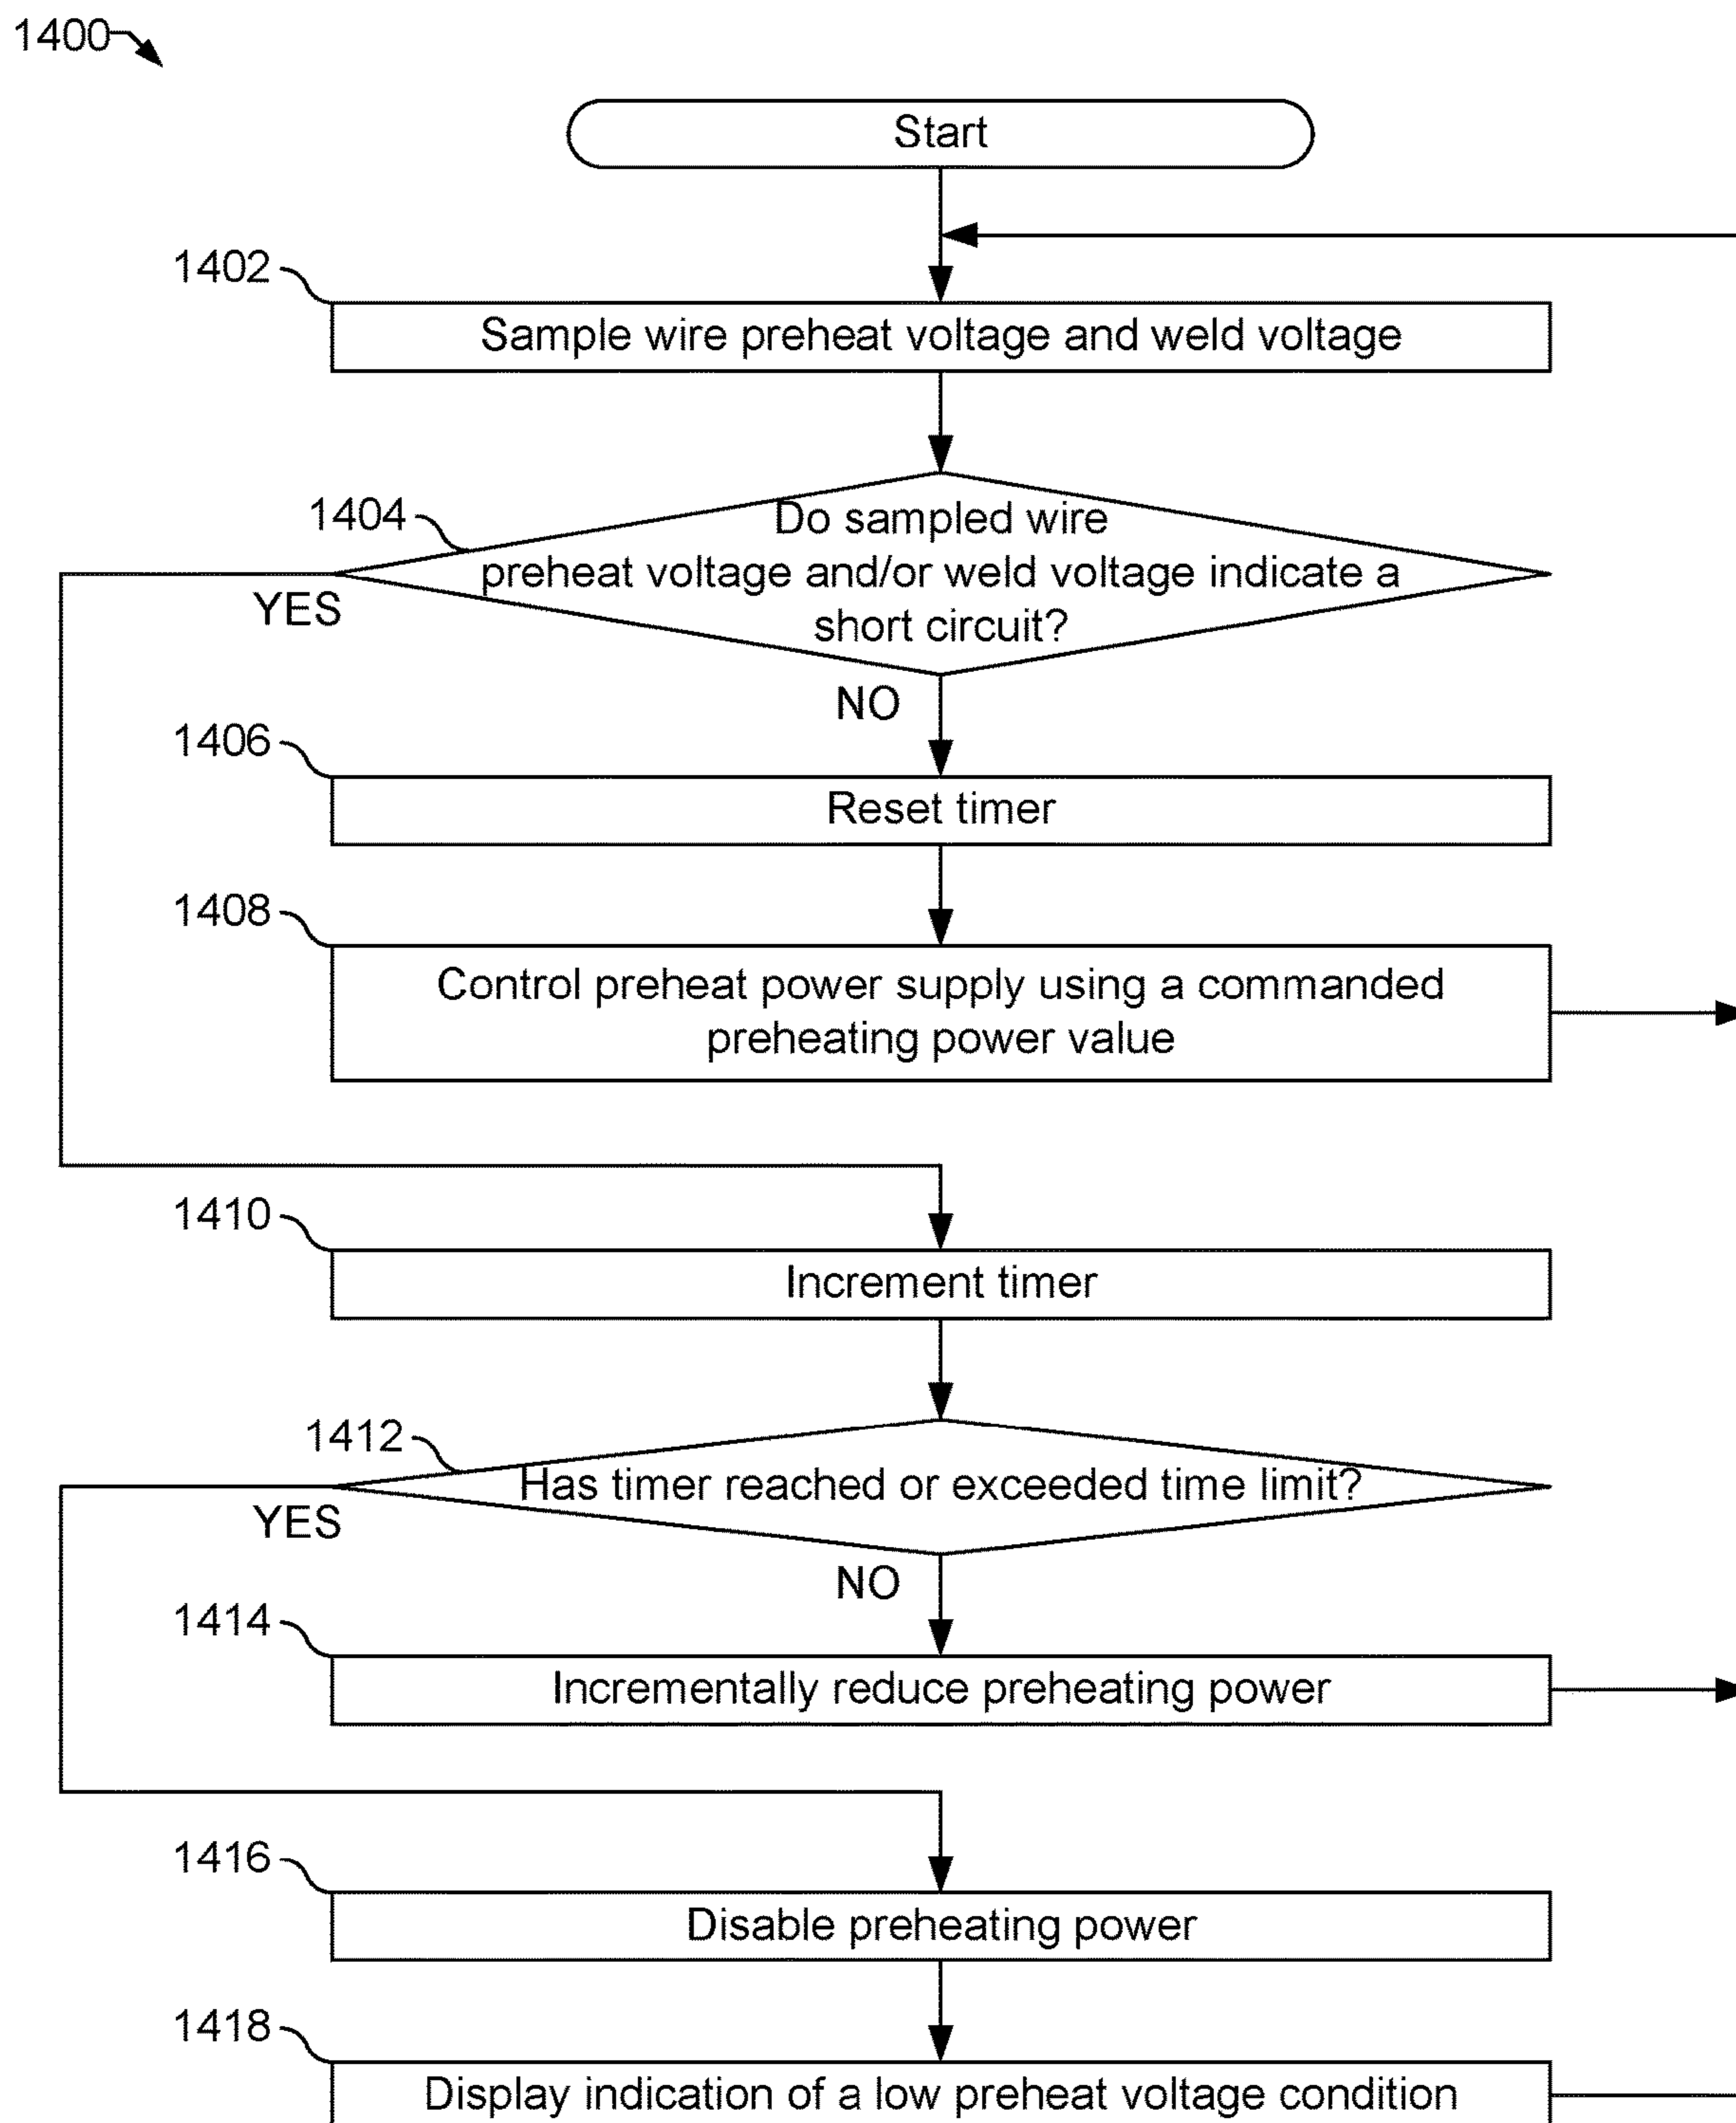 1400
Start
1402
Sample wire preheat voltage and weld voltage
1404
Do sampled wire
preheat voltage and/or weld voltage indicate a
short circuit?
YES
NO
1406
Reset timer
1408
Control preheat power supply using a commanded
preheating power value
1410
Increment timer
1412
Has timer reached or exceeded time limit?
YES
NO
1414
Incrementally reduce preheating power
1416
Disable preheating power
1418
Display indication of a low preheat voltage condition